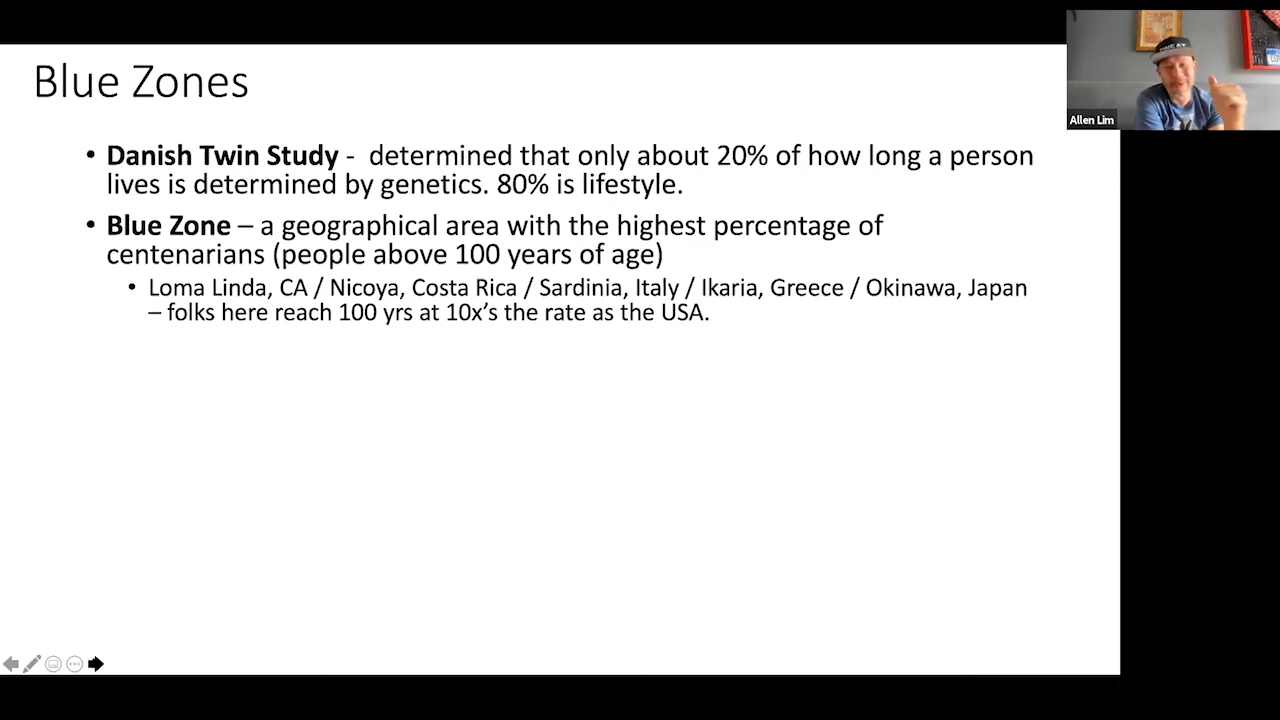 Blue Zones
• Danish Twin Study -  determined that only about 20% of how long a person
lives is determined by genetics. 80% is lifestyle.
• Blue Zone – a geographical area with the highest percentage of
centenarians (people above 100 years of age)
• Loma Linda, CA / Nicoya, Costa Rica / Sardinia, Italy / Ikaria, Greece / Okinawa, Japan
– folks here reach 100 yrs at 10x’s the rate as the USA.
Allen Lim